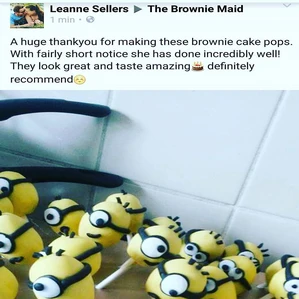 Leanne Sellers ▶ The Brownie Maid
1 min •
A huge thankyou for making these brownie cake pops.
With fairly short notice she has done incredibly well!
They look great and taste amazing🎂 definitely
recommend😊